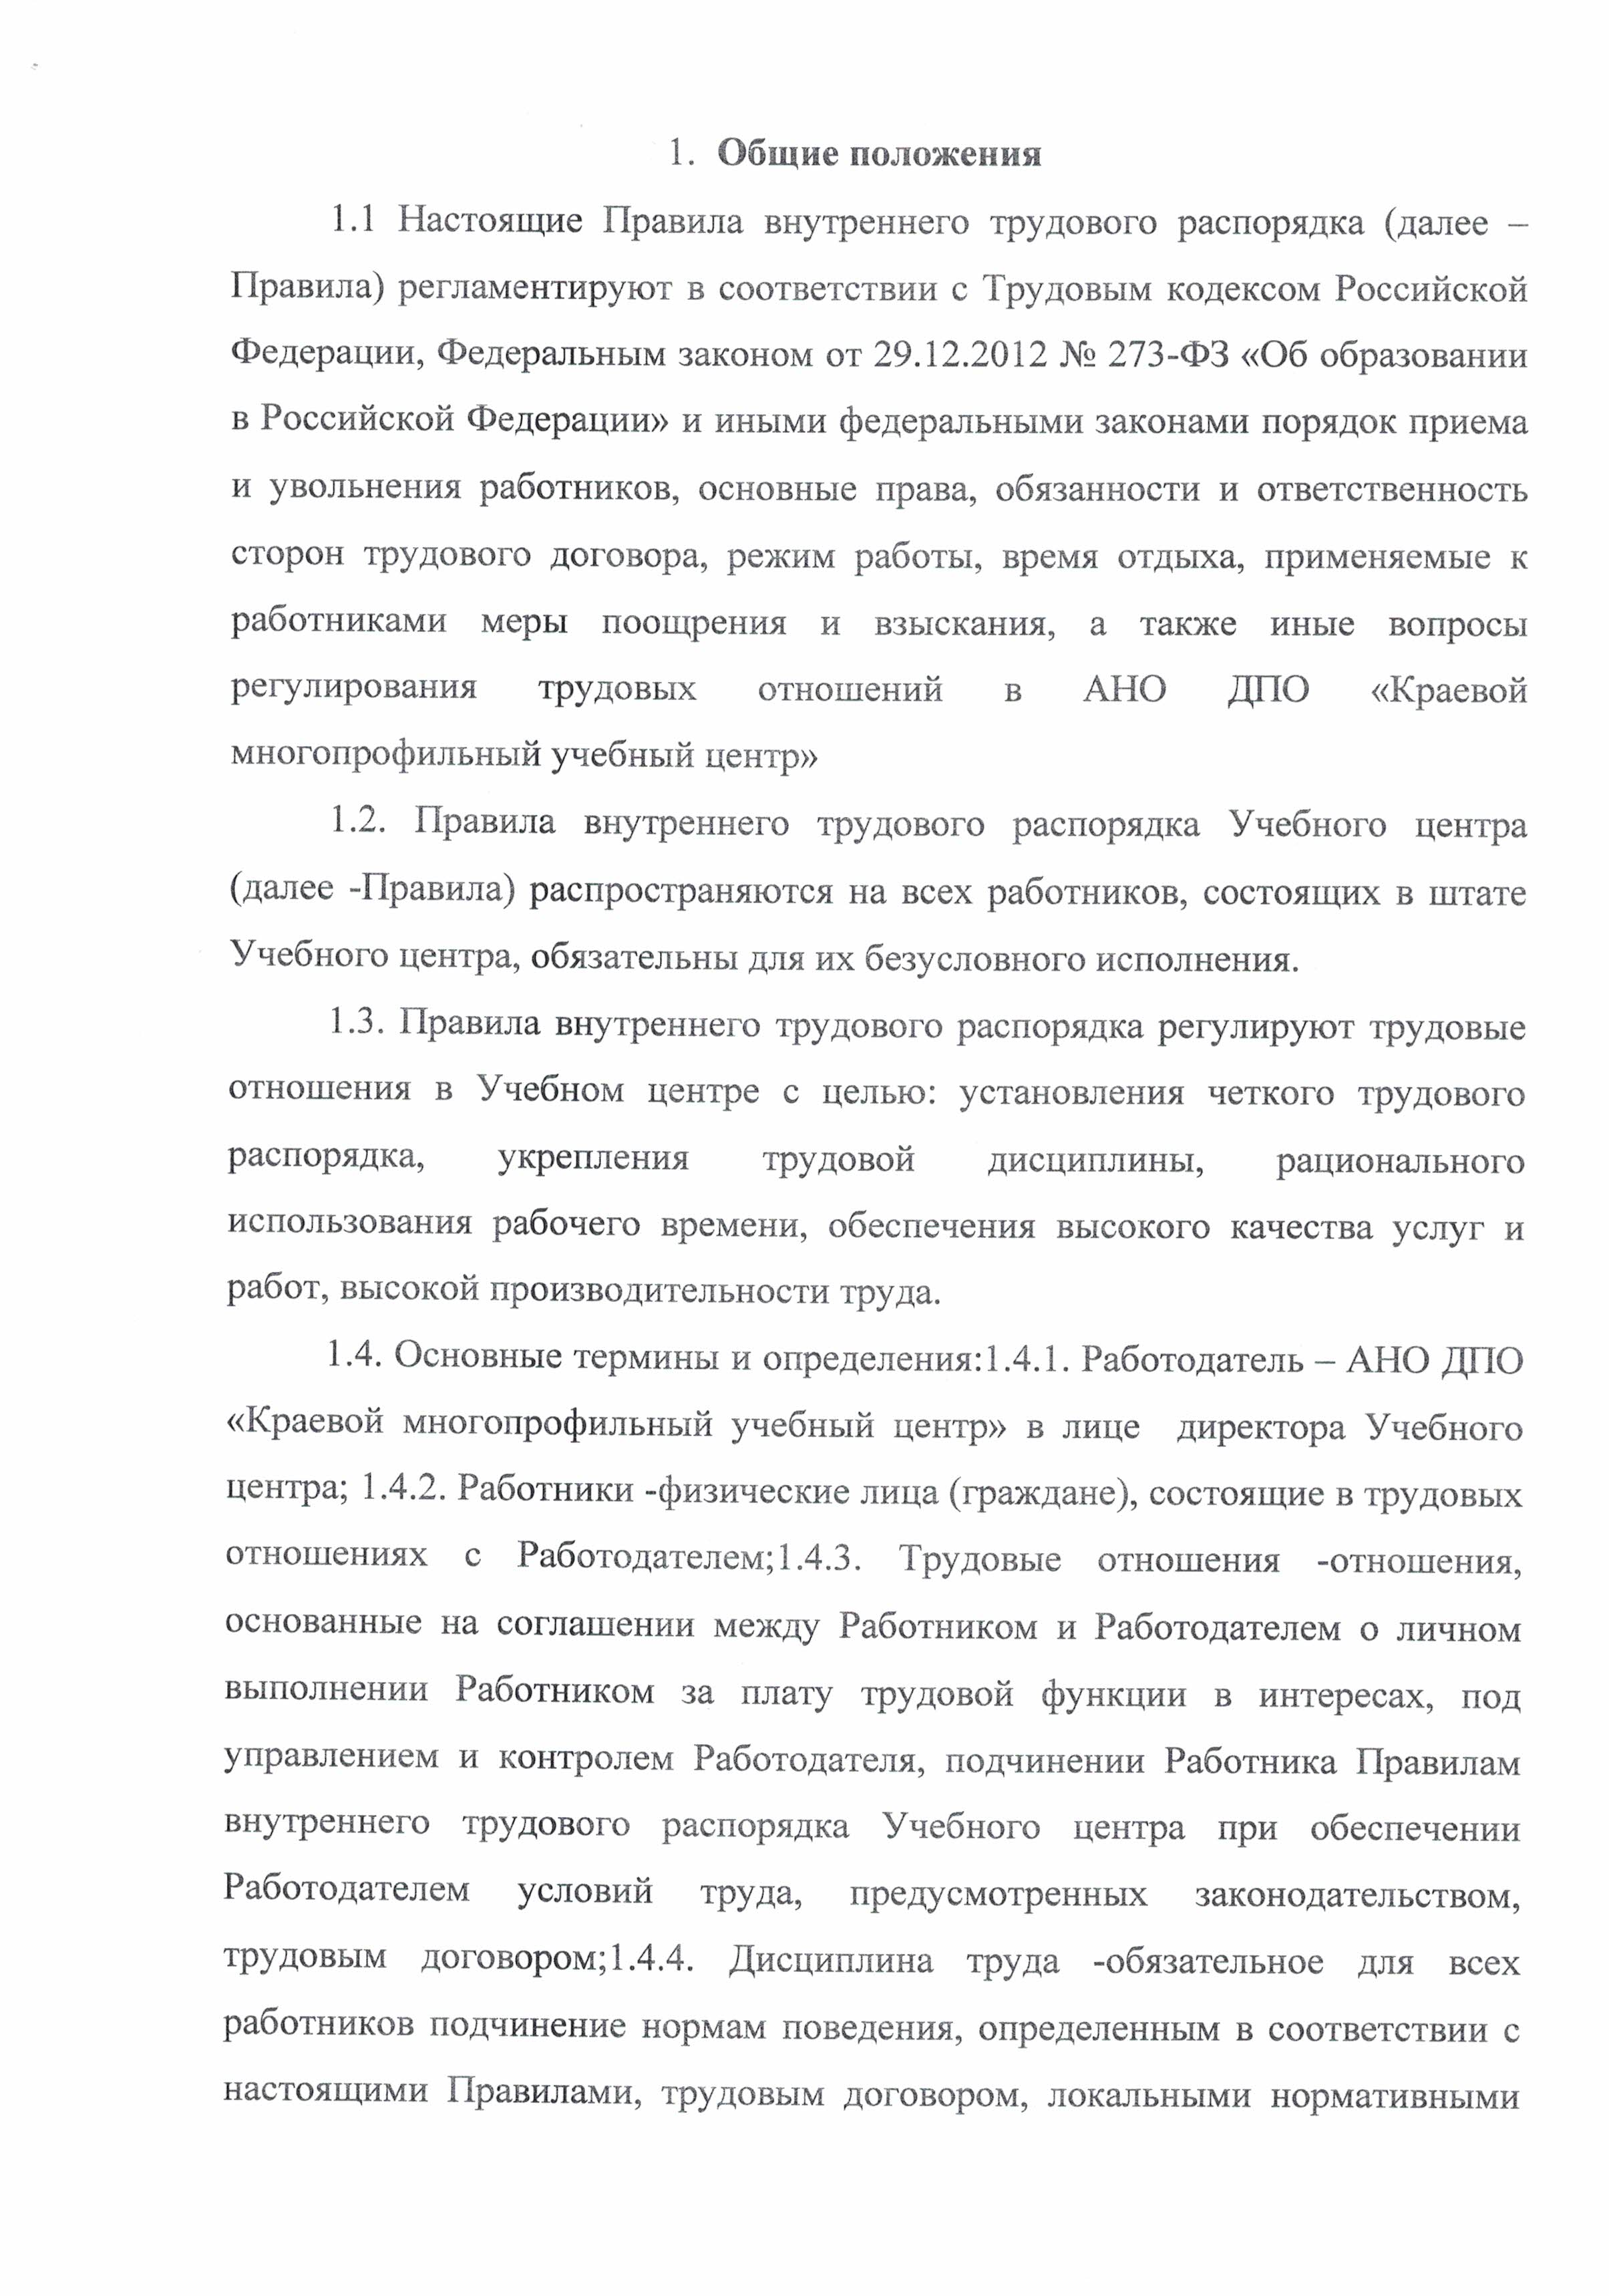 1. Общие положения
1.1 Настоящие Правила внутреннего трудового распорядка (далее –
Правила) регламентируют в соответствии с Трудовым кодексом Российской
Федерации, Федеральным законом от 29.12.2012 № 273-ФЗ «Об образовании
в Российской Федерации» и иными федеральными законами порядок приема
и увольнения работников, основные права, обязанности и ответственность
сторон трудового договора, режим работы, время отдыха, применяемые к
работниками меры поощрения и взыскания, а также иные вопросы
регулирования трудовых отношений в АНО ДПО «Краевой
многопрофильный учебный центр»
1.2. Правила внутреннего трудового распорядка Учебного центра
(далее -Правила) распространяются на всех работников, состоящих в штате
Учебного центра, обязательны для их безусловного исполнения.
1.3. Правила внутреннего трудового распорядка регулируют трудовые
отношения в Учебном центре с целью: установления четкого трудового
распорядка, укрепления трудовой дисциплины, рационального
использования рабочего времени, обеспечения высокого качества услуг и
работ, высокой производительности труда.
1.4. Основные термины и определения:1.4.1. Работодатель – АНО ДПО
«Краевой многопрофильный учебный центр» в лице директора Учебного
центра; 1.4.2. Работники -физические лица (граждане), состоящие в трудовых
отношениях с Работодателем;1.4.3. Трудовые отношения -отношения,
основанные на соглашении между Работником и Работодателем о личном
выполнении Работником за плату трудовой функции в интересах, под
управлением и контролем Работодателя, подчинении Работника Правилам
внутреннего трудового распорядка Учебного центра при обеспечении
Работодателем условий труда, предусмотренных законодательством,
трудовым договором;1.4.4. Дисциплина труда -обязательное для всех
работников подчинение нормам поведения, определенным в соответствии с
настоящими Правилами, трудовым договором, локальными нормативными